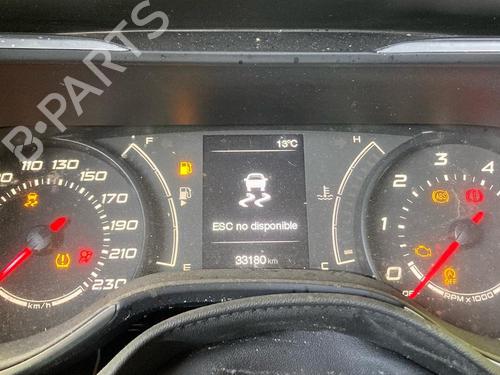 B-PARTS
13°C
ESC no disponible
33180 km
110 130
150
170
190
210
230
km/h
F
E
H
C
0
1
2
3
4
RPM x1000
ABS
OFF